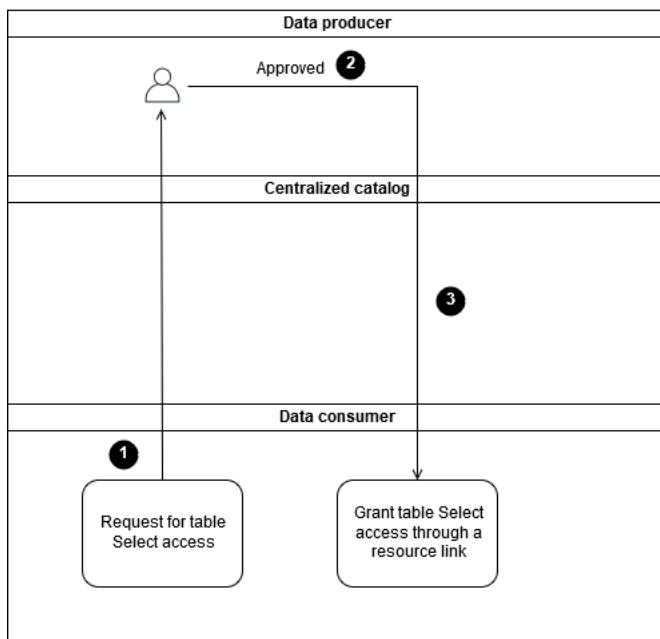 Data producer
Approved
2
Centralized catalog
3
Data consumer
1
Request for table
Select access
Grant table Select
access through a
resource link